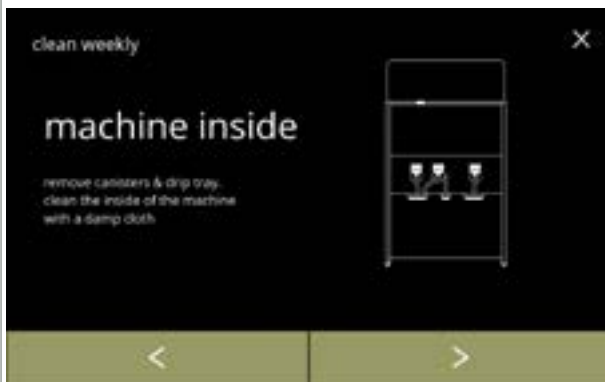 clean weekly
machine inside
remove canisters & drip tray.
clean the inside of the machine
with a damp cloth